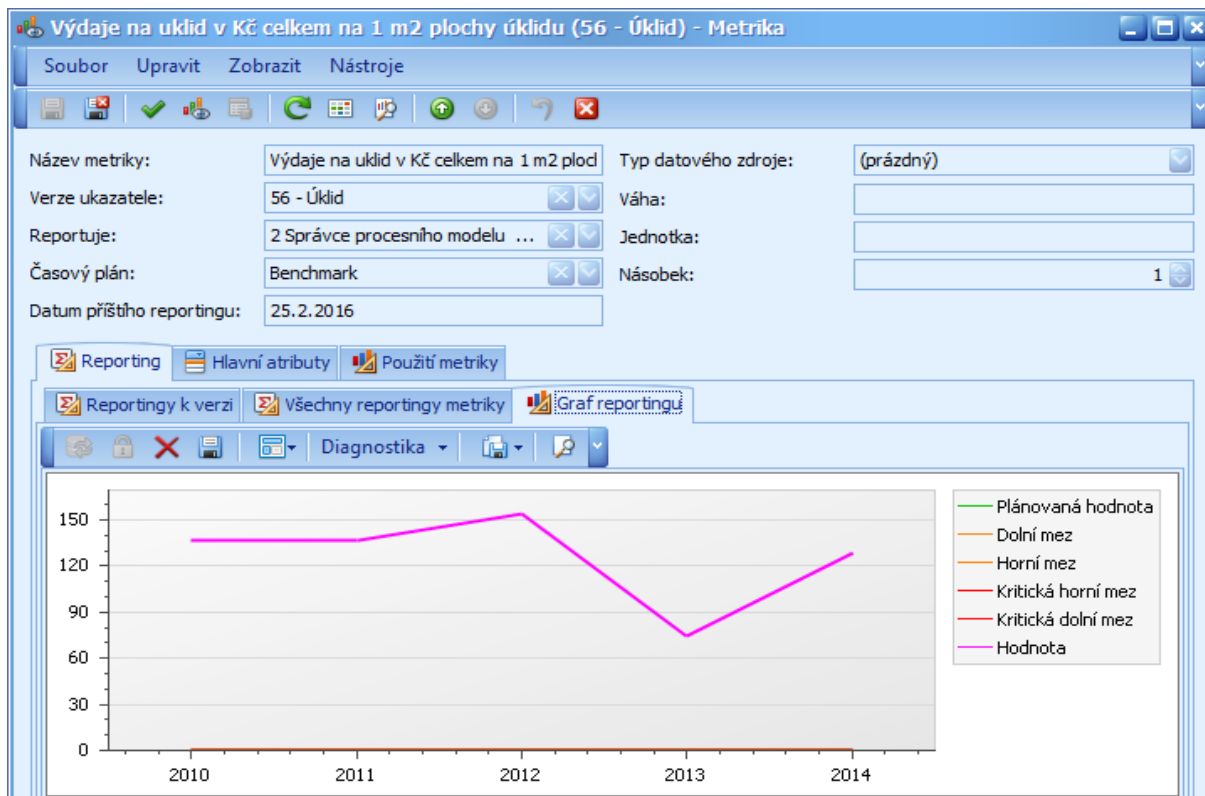 Výdaje na uklid v Kč celkem na 1 m2 plochy úklidu (56 - Úklid) - Metrika
Soubor Upravit Zobrazit Nástroje
Název metriky: Výdaje na uklid v Kč celkem na 1 m2 ploch Typ datového zdroje: (prázdný)
Verze ukazatele: 56 - Úklid Váha:
Reportuje: 2 Správce procesního modelu ... Jednotka:
Časový plán: Benchmark Násobek: 1
Datum příštího reportingu: 25.2.2016
Reporting Hlavní atributy Použití metriky
Reportingy k verzi Všechny reportingy metriky Graf reportingu
Diagnostika
150
120
90
60
30
0
2010 2011 2012 2013 2014
Plánovaná hodnota
Dolní mez
Horní mez
Kritická horní mez
Kritická dolní mez
Hodnota